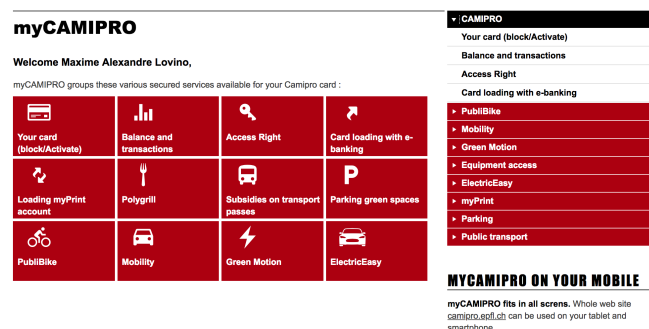 myCAMIPRO
Welcome Maxime Alexandre Lovino,
myCAMIPRO groups these various secured services available for your Camipro card :
Your card
(block/Activate)
Balance and
transactions
Access Right
Card loading with e-
banking
Loading myPrint
account
Polygrill
Subsidies on transport
passes
Parking green spaces
PubliBike
Mobility
Green Motion
ElectricEasy
CAMIPRO
Your card (block/Activate)
Balance and transactions
Access Right
Card loading with e-banking
PubliBike
Mobility
Green Motion
Equipment access
ElectricEasy
myPrint
Parking
Public transport
MYCAMIPRO ON YOUR MOBILE
myCAMIPRO fits in all screns. Whole web site
camipro.epfl.ch can be used on your tablet and
smartphone